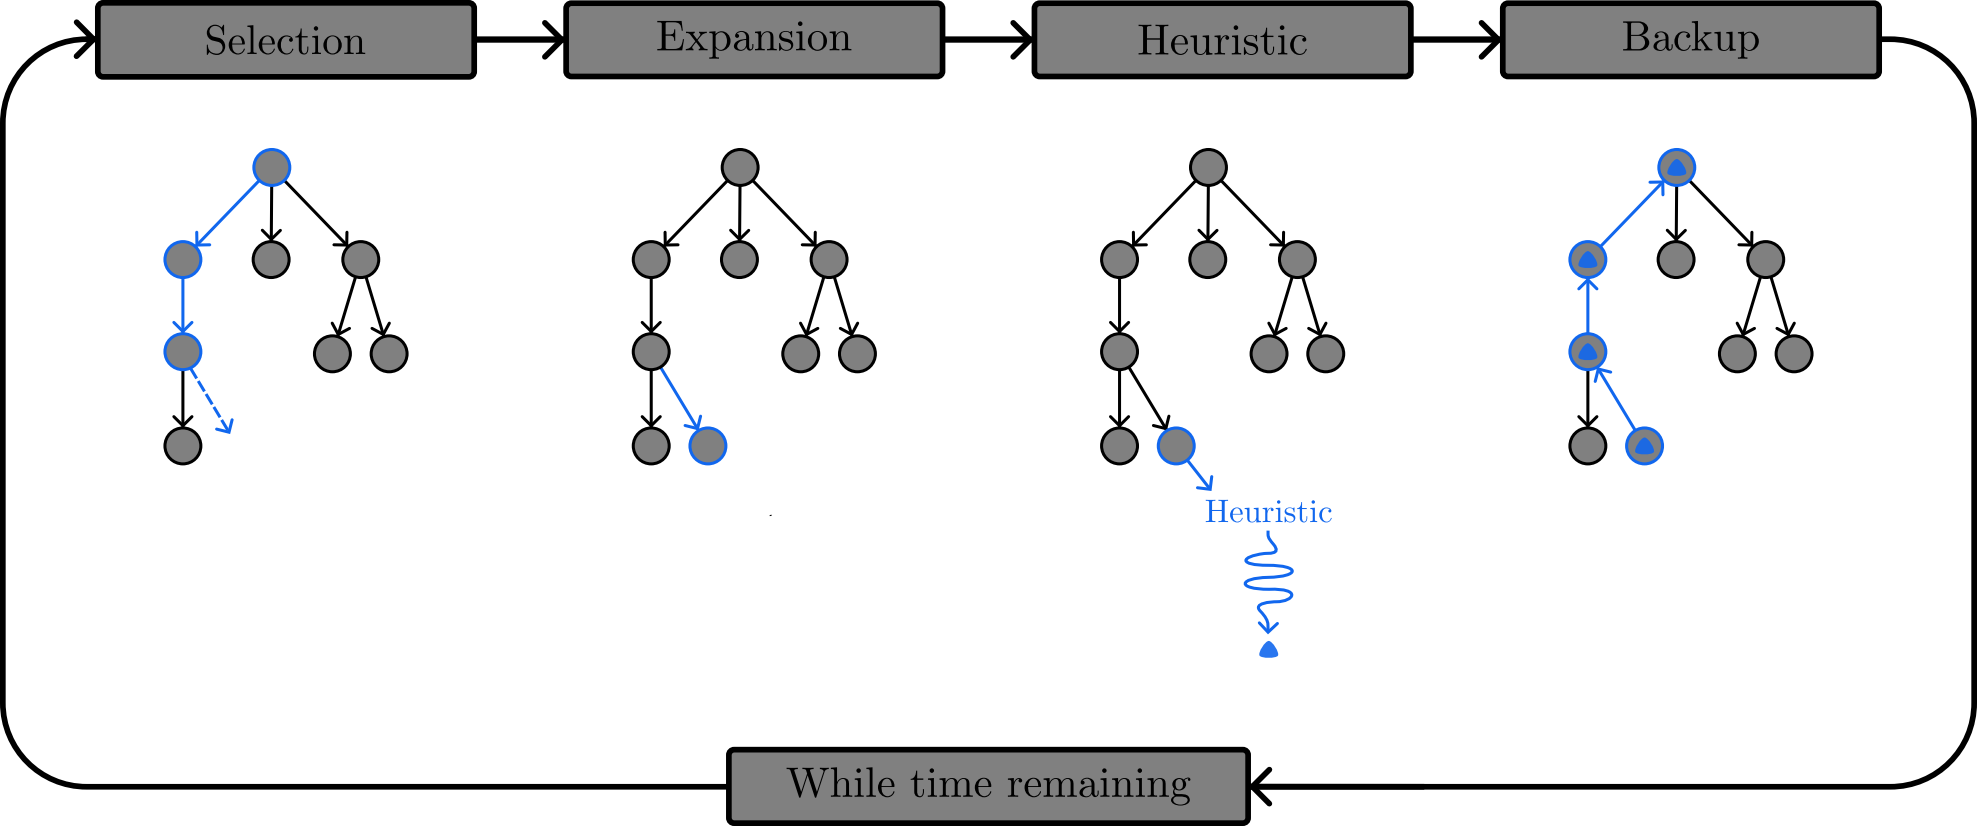 Selection
Expansion
Heuristic
Backup
Heuristic
While time remaining